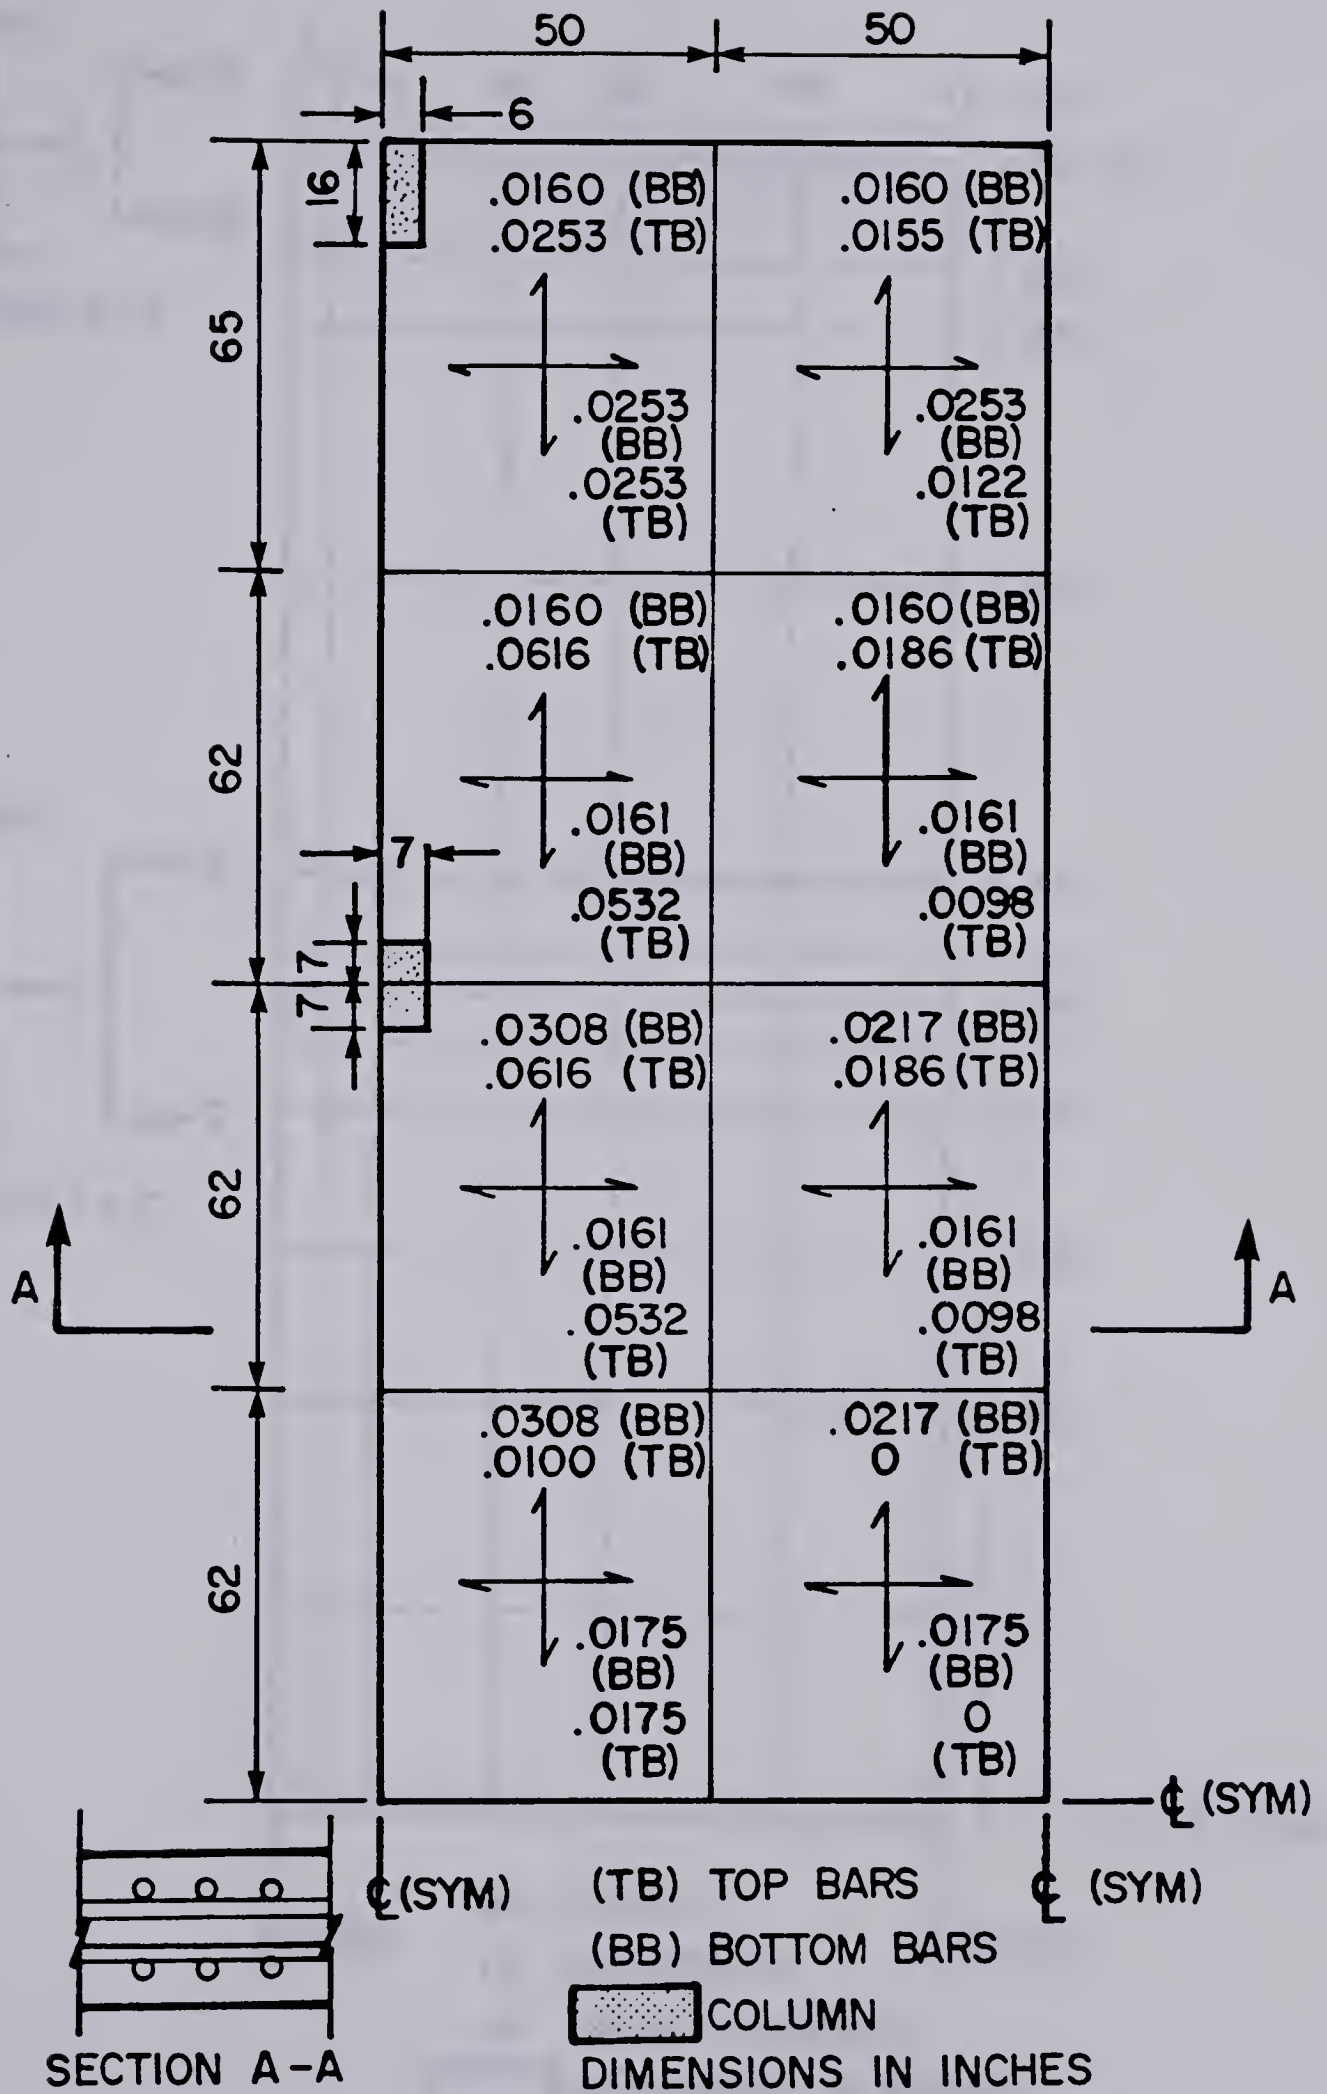 50 50
6
16
.0160 (BB) .0160 (BB)
.0253 (TB) .0155 (TB)
65
.0253 .0253
(BB) (BB)
.0253 .0122
(TB) (TB)
.0160 (BB) .0160 (BB)
.0616 (TB) .0186 (TB)
62
.0161 .0161
7 (BB) (BB)
.0532 .0098
(TB) (TB)
7
7
.0308 (BB) .0217 (BB)
.0616 (TB) .0186 (TB)
62
.0161 .0161
(BB) (BB)
A A
.0532 .0098
(TB) (TB)
.0308 (BB) .0217 (BB)
.0100 (TB) 0 (TB)
62
.0175 .0175
(BB) (BB)
.0175 0
(TB) (TB)
℄ (SYM)
℄ (SYM) (TB) TOP BARS ℄ (SYM)
(BB) BOTTOM BARS
COLUMN
SECTION A-A DIMENSIONS IN INCHES